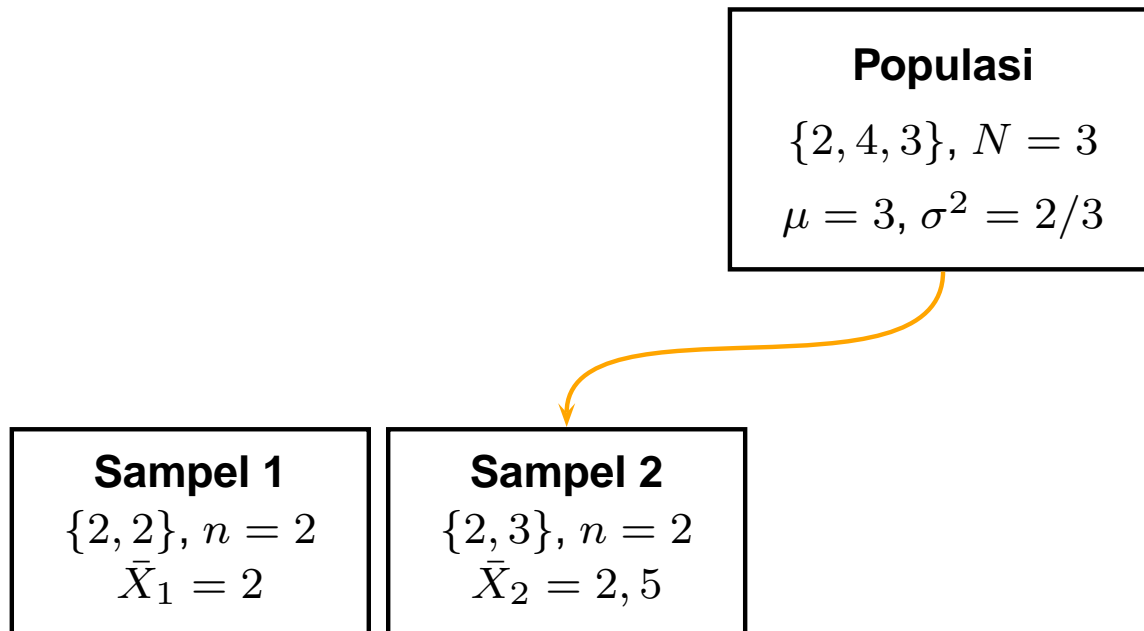 Populasi
{2, 4, 3}, N = 3
μ = 3, σ² = 2/3
Sampel 1
{2, 2}, n = 2
X̄₁ = 2
Sampel 2
{2, 3}, n = 2
X̄₂ = 2, 5